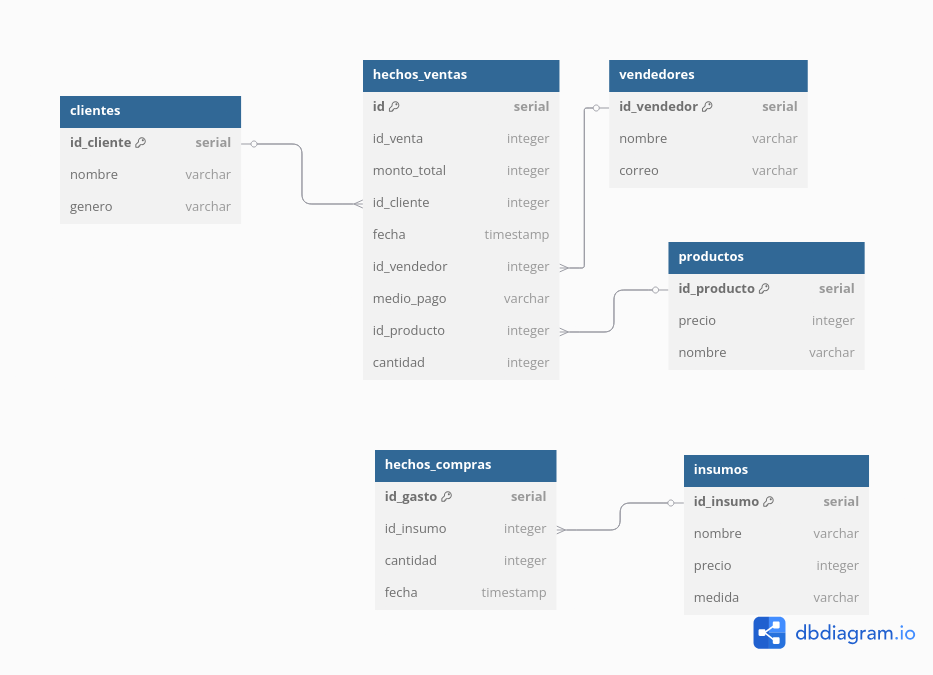 clientes
id_cliente serial
nombre varchar
genero varchar
hechos_ventas
id serial
id_venta integer
monto_total integer
id_cliente integer
fecha timestamp
id_vendedor integer
medio_pago varchar
id_producto integer
cantidad integer
vendedores
id_vendedor serial
nombre varchar
correo varchar
productos
id_producto serial
precio integer
nombre varchar
hechos_compras
id_gasto serial
id_insumo integer
cantidad integer
fecha timestamp
insumos
id_insumo serial
nombre varchar
precio integer
medida varchar
dbdiagram.io